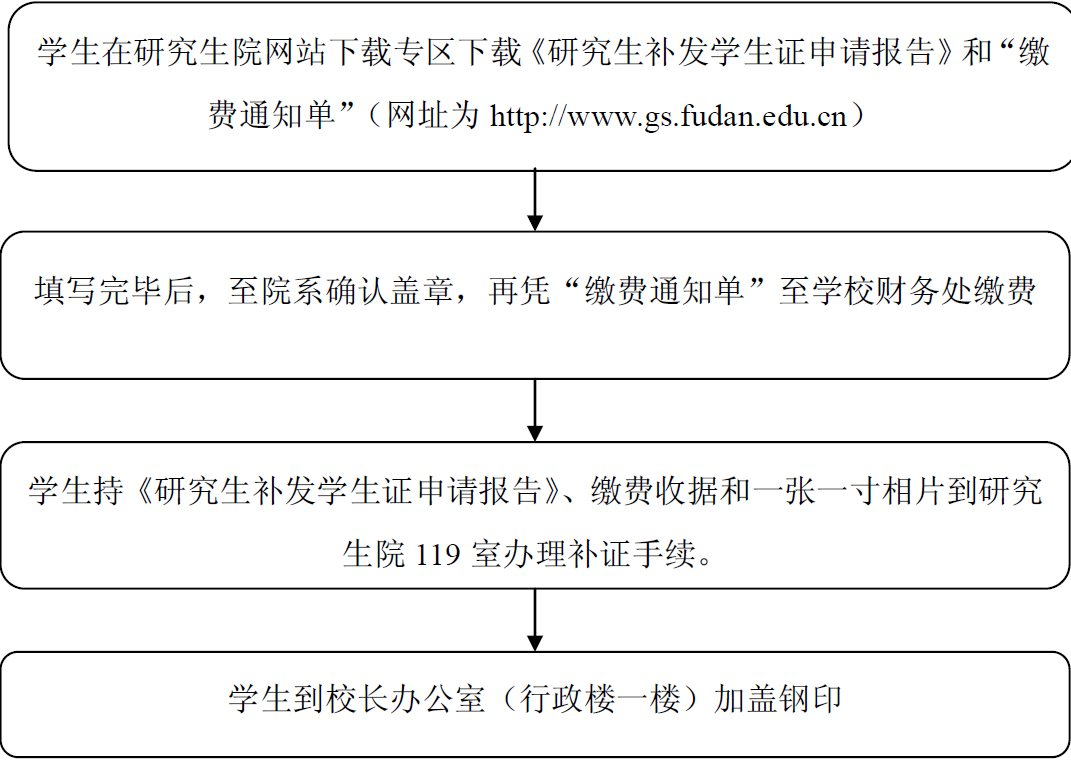 学生在研究生院网站下载专区下载《研究生补发学生证申请报告》和“缴
费通知单”（网址为 http://www.gs.fudan.edu.cn）
填写完毕后，至院系确认盖章，再凭“缴费通知单”至学校财务处缴费
学生持《研究生补发学生证申请报告》、缴费收据和一张一寸相片到研究
生院 119 室办理补证手续。
学生到校长办公室（行政楼一楼）加盖钢印